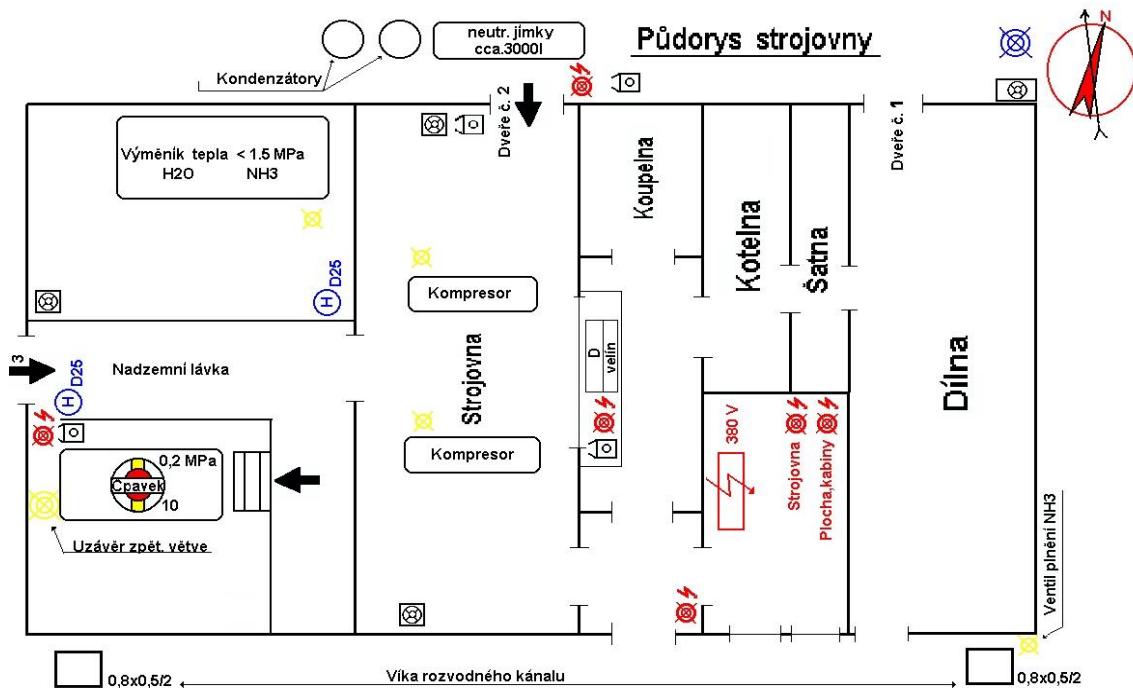 neutr. jímky
cca.3000l
Půdorys strojovny
N
Kondenzátory
Dveře č. 2
Dveře č. 1
Výměník tepla < 1.5 MPa
H2O NH3
Koupelna
Kotelna
Šatna
H D25
Kompresor
Strojovna
D
velín
Dílna
3
Nadzemní lávka
H D25
380 V
Strojovna
Plocha,kabiny
Kompresor
0,2 MPa
Čpavek
10
Uzávěr zpět. větve
Ventil plnění NH3
0,8x0,5/2
Víka rozvodného kánalu
0,8x0,5/2